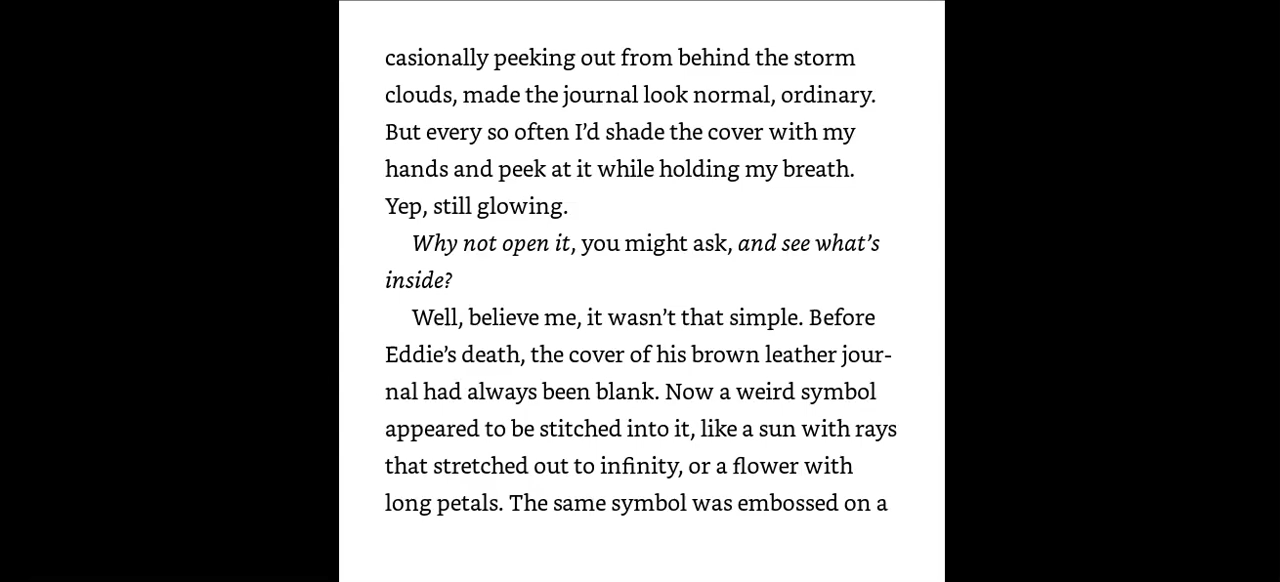 casionally peeking out from behind the storm
clouds, made the journal look normal, ordinary.
But every so often I’d shade the cover with my
hands and peek at it while holding my breath.
Yep, still glowing.
Why not open it, you might ask, and see what’s
inside?
Well, believe me, it wasn’t that simple. Before
Eddie’s death, the cover of his brown leather jour-
nal had always been blank. Now a weird symbol
appeared to be stitched into it, like a sun with rays
that stretched out to infinity, or a flower with
long petals. The same symbol was embossed on a